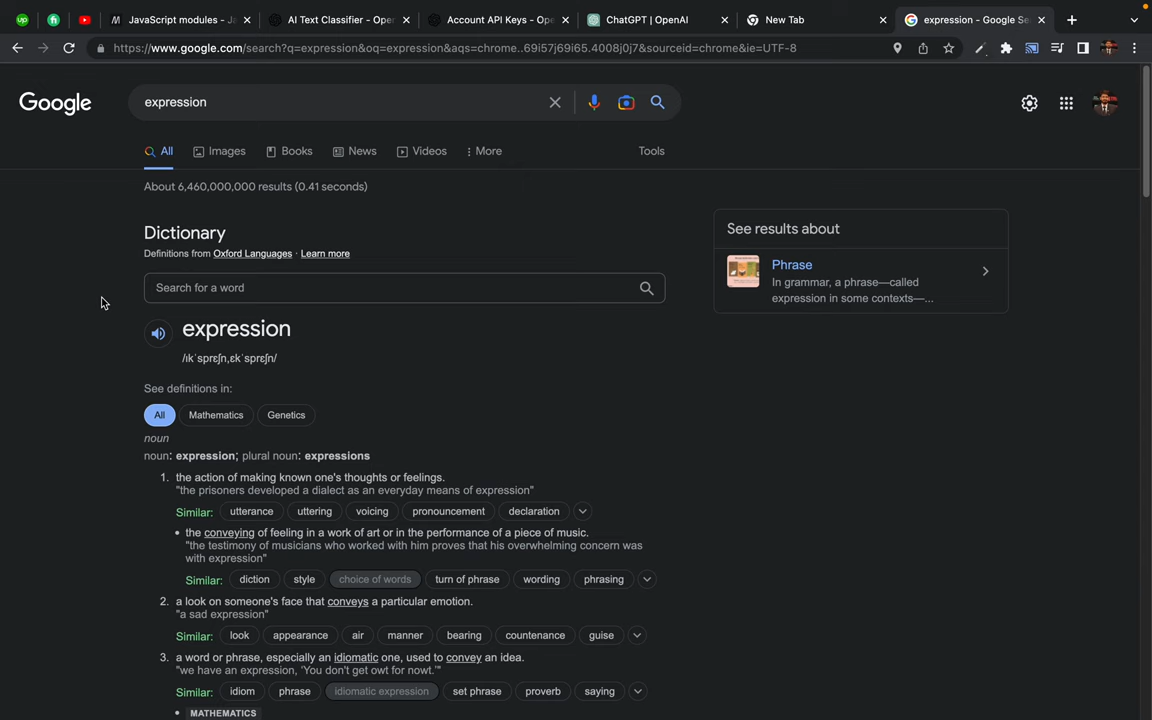 JavaScript modules - Ja
AI Text Classifier - Open
Account API Keys - Ope
ChatGPT | OpenAI
New Tab
expression - Google Se
https://www.google.com/search?q=expression&oq=expression&aqs=chrome..69i57j69i65.4008j0j7&sourceid=chrome&ie=UTF-8
Google
expression
All
Images
Books
News
Videos
More
Tools
About 6,460,000,000 results (0.41 seconds)
Dictionary
Definitions from Oxford Languages · Learn more
Search for a word
expression
/ɪkˈsprɛʃn,ɛkˈsprɛʃn/
See definitions in:
All
Mathematics
Genetics
noun
noun: expression; plural noun: expressions
1. the action of making known one's thoughts or feelings.
"the prisoners developed a dialect as an everyday means of expression"
Similar: utterance uttering voicing pronouncement declaration
• the conveying of feeling in a work of art or in the performance of a piece of music.
"the testimony of musicians who worked with him proves that his overwhelming concern was
with expression"
Similar: diction style choice of words turn of phrase wording phrasing
2. a look on someone's face that conveys a particular emotion.
"a sad expression"
Similar: look appearance air manner bearing countenance guise
3. a word or phrase, especially an idiomatic one, used to convey an idea.
"we have an expression, 'You don't get owt for nowt.'"
Similar: idiom phrase idiomatic expression set phrase proverb saying
• MATHEMATICS
See results about
Phrase
In grammar, a phrase—called
expression in some contexts—...